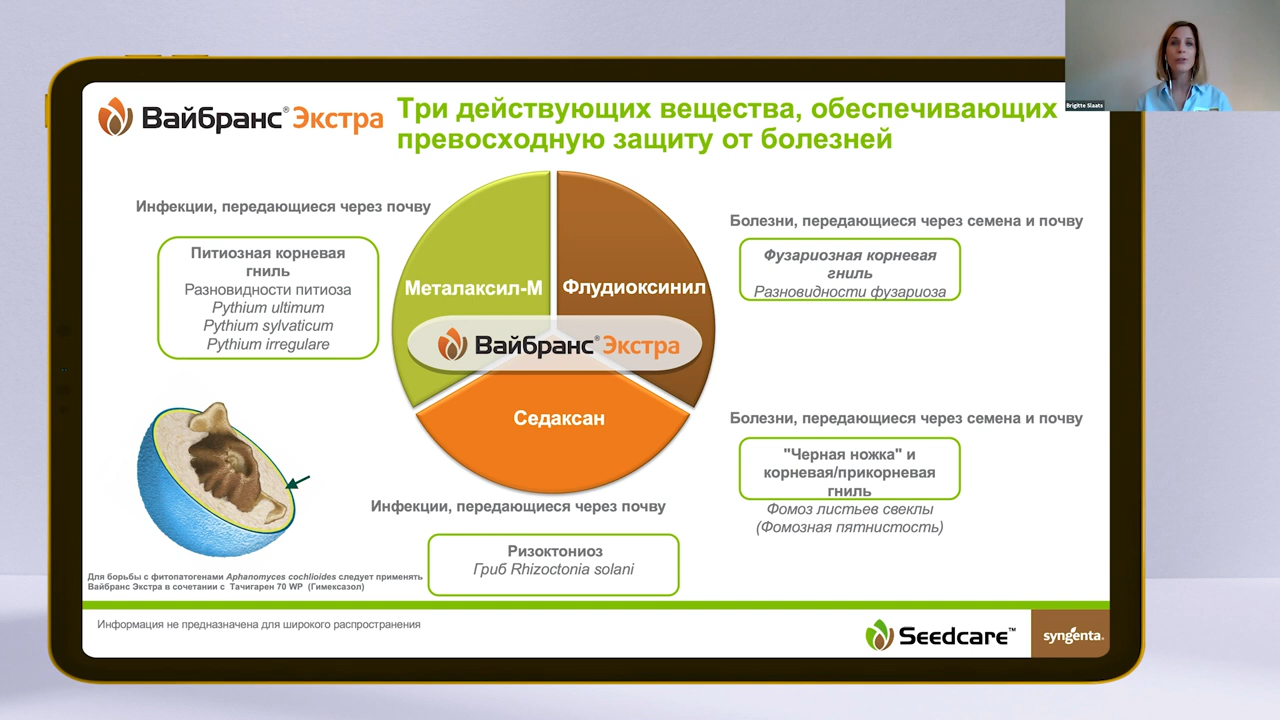 Brigitte Slaats
Вайбранс® Экстра
Три действующих вещества, обеспечивающих
превосходную защиту от болезней
Инфекции, передающиеся через почву
Питиозная корневая
гниль
Разновидности питиоза
Pythium ultimum
Pythium sylvaticum
Pythium irregulare
Металаксил-М
Флудиоксинил
Вайбранс® Экстра
Седаксан
Болезни, передающиеся через семена и почву
Фузариозная корневая
гниль
Разновидности фузариоза
Болезни, передающиеся через семена и почву
"Черная ножка" и
корневая/прикорневая
гниль
Фомоз листьев свеклы
(Фомозная пятнистость)
Инфекции, передающиеся через почву
Ризоктониоз
Гриб Rhizoctonia solani
Для борьбы с фитопатогенами Aphanomyces cochlioides следует применять
Вайбранс Экстра в сочетании с Тачигарен 70 WP (Гимексазол)
Информация не предназначена для широкого распространения
Seedcare™
syngenta®